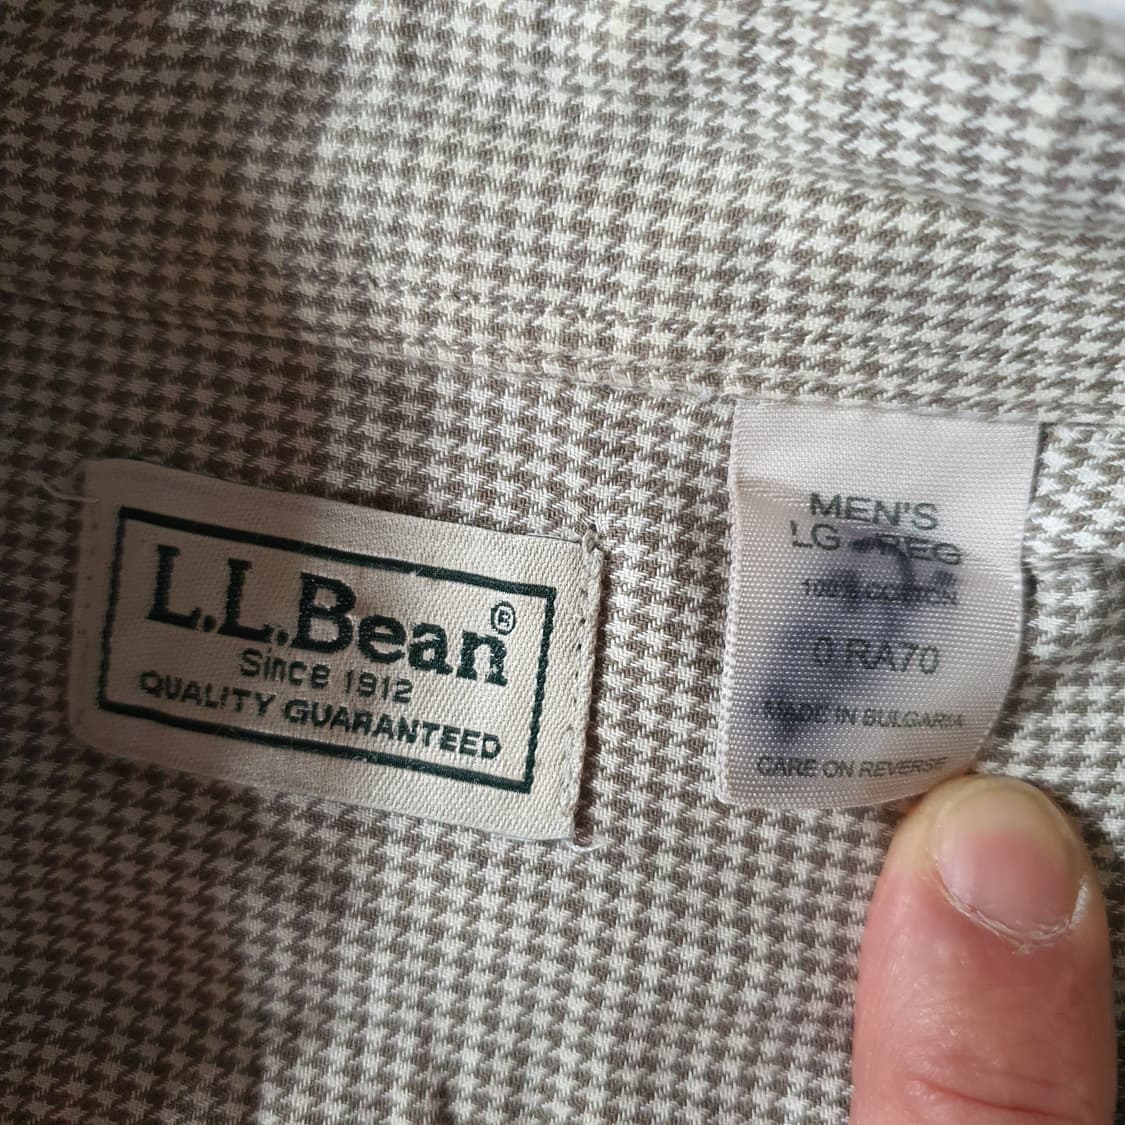 L.L.Bean®
Since 1912
QUALITY GUARANTEED
MEN'S
LG - REG
100% COTTON
0 RA70
MADE IN BULGARIA
CARE ON REVERSE